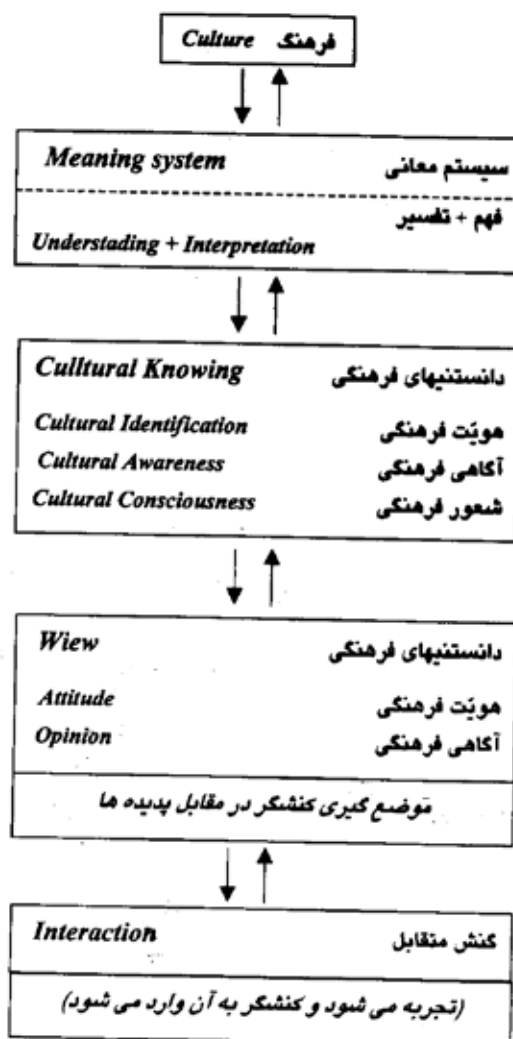 Culture فرهنگ
Meaning system سیستم معانی
فهم + تفسیر
Understading + Interpretation
Culltural Knowing دانستنیهای فرهنگی
Cultural Identification هویّت فرهنگی
Cultural Awareness آگاهی فرهنگی
Cultural Consciousness شعور فرهنگی
Wiew دانستنیهای فرهنگی
Attitude هویّت فرهنگی
Opinion آگاهی فرهنگی
موضع گیری کنشگر در مقابل پدیده ها
Interaction کنش متقابل
(تجربه می شود و کنشگر به آن وارد می شود)